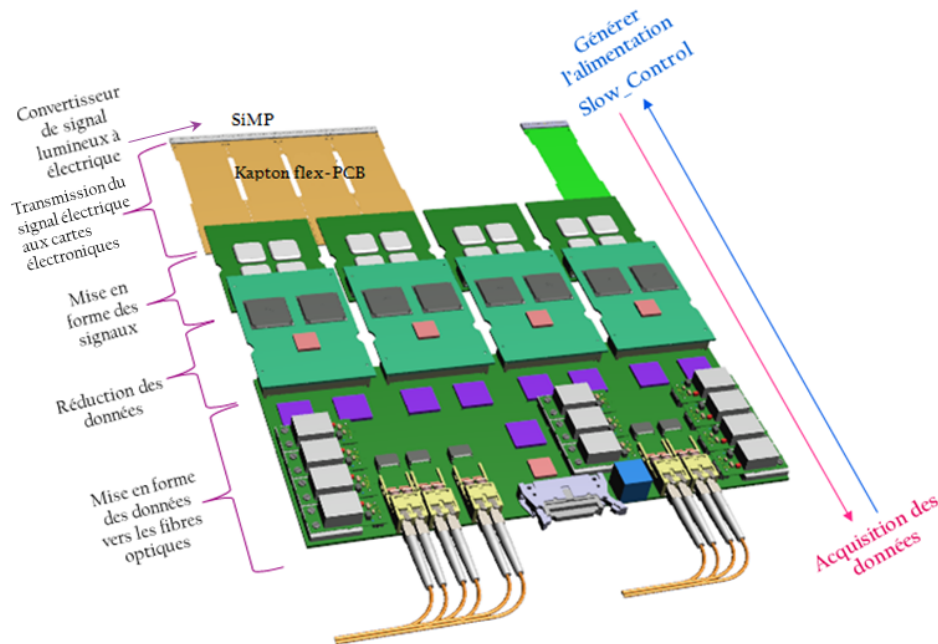 Convertisseur
de signal
lumineux à
électrique
SiMP
Kapton flex-PCB
Transmission du
signal électrique
aux cartes
électroniques
Mise en
forme des
signaux
Réduction des
données
Mise en forme
des données
vers les fibres
optiques
Générer
l'alimentation
Slow_Control
Acquisition des
données